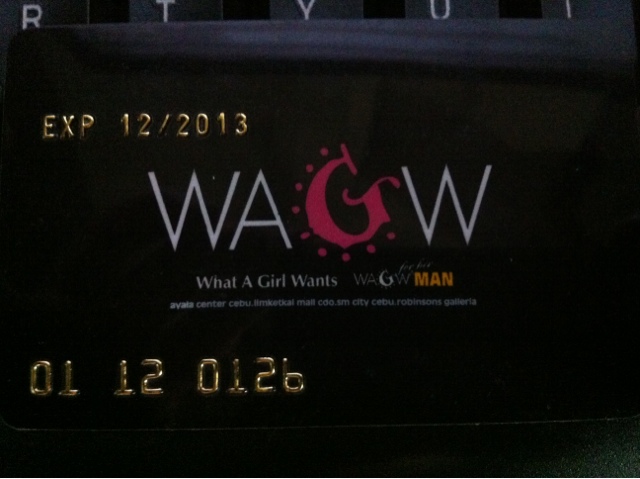 R T Y U I
EXP 12/2013
WAGW
What A Girl Wants WAGW for her MAN
ayala center cebu.limketkai mall cdo.sm city cebu.robinsons galleria
01 12 0126